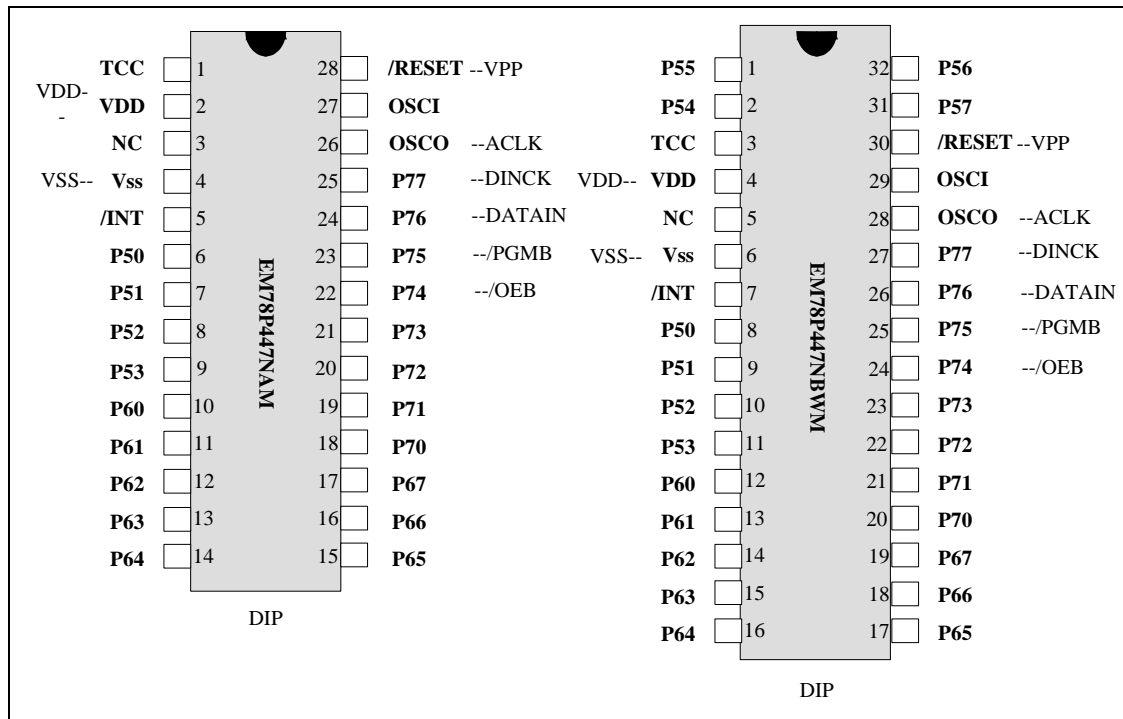 TCC 1 28 /RESET --VPP
VDD-- VDD 2 27 OSCI
NC 3 26 OSCO --ACLK
VSS-- Vss 4 25 P77 --DINCK
/INT 5 24 P76 --DATAIN
P50 6 23 P75 --/PGMB
P51 7 22 P74 --/OEB
P52 8 21 P73
P53 9 20 P72
P60 10 19 P71
P61 11 18 P70
P62 12 17 P67
P63 13 16 P66
P64 14 15 P65
EM78P447NAM
DIP
P55 1 32 P56
P54 2 31 P57
TCC 3 30 /RESET --VPP
VDD-- VDD 4 29 OSCI
NC 5 28 OSCO --ACLK
VSS-- Vss 6 27 P77 --DINCK
/INT 7 26 P76 --DATAIN
P50 8 25 P75 --/PGMB
P51 9 24 P74 --/OEB
P52 10 23 P73
P53 11 22 P72
P60 12 21 P71
P61 13 20 P70
P62 14 19 P67
P63 15 18 P66
P64 16 17 P65
EM78P447NBWM
DIP